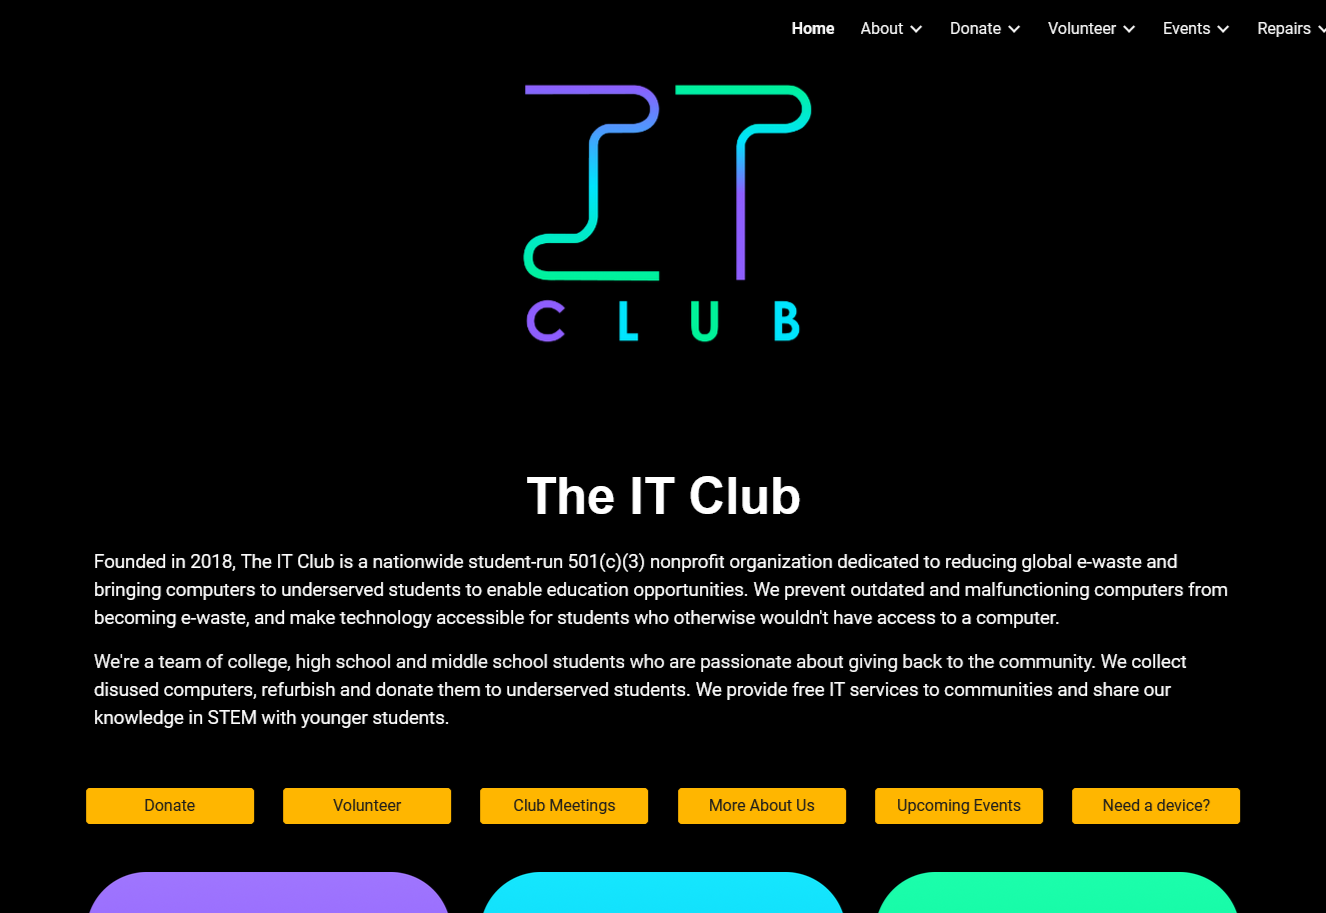 Home About Donate Volunteer Events Repairs
IT
CLUB
The IT Club
Founded in 2018, The IT Club is a nationwide student-run 501(c)(3) nonprofit organization dedicated to reducing global e-waste and
bringing computers to underserved students to enable education opportunities. We prevent outdated and malfunctioning computers from
becoming e-waste, and make technology accessible for students who otherwise wouldn't have access to a computer.
We're a team of college, high school and middle school students who are passionate about giving back to the community. We collect
disused computers, refurbish and donate them to underserved students. We provide free IT services to communities and share our
knowledge in STEM with younger students.
Donate Volunteer Club Meetings More About Us Upcoming Events Need a device?